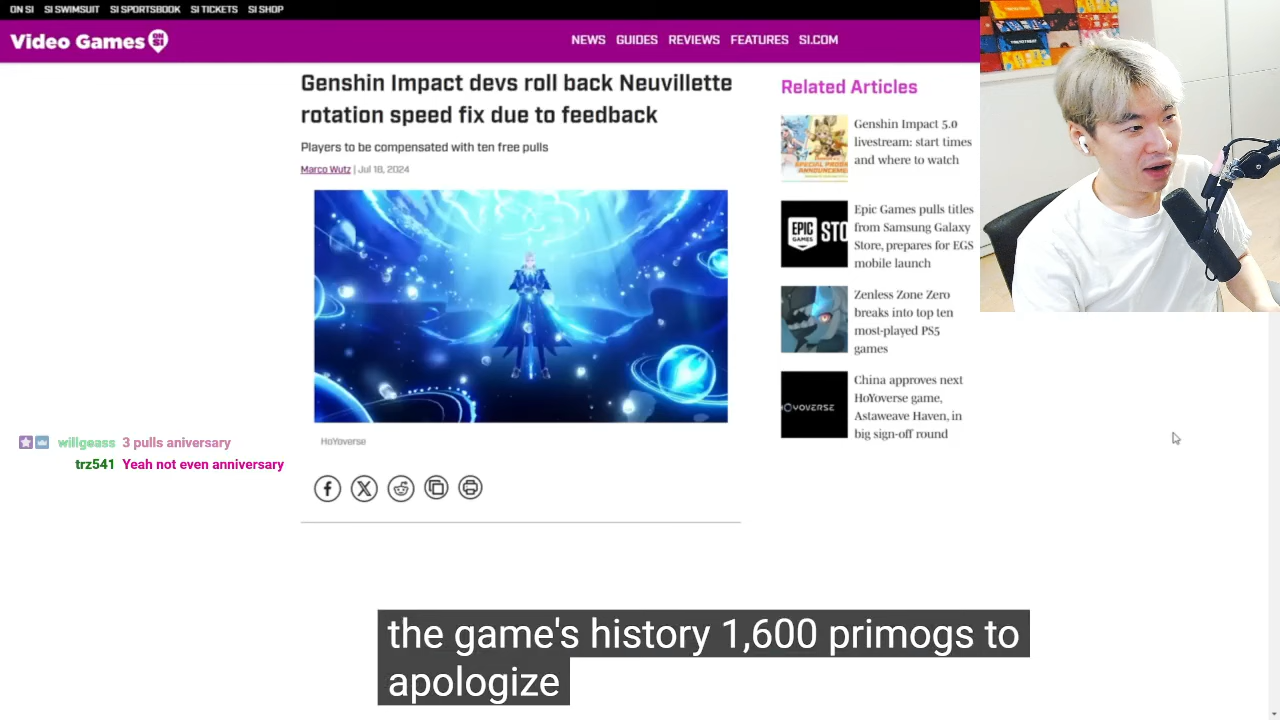 ON SI SI SWIMSUIT SI SPORTSBOOK SI TICKETS SI SHOP
Video Games ON SI
NEWS GUIDES REVIEWS FEATURES SI.COM
Genshin Impact devs roll back Neuvillette
rotation speed fix due to feedback
Players to be compensated with ten free pulls
Marco Wutz | Jul 18, 2024
HoYoverse
Related Articles
Genshin Impact 5.0
livestream: start times
and where to watch
EPIC
GAMES
STO
Epic Games pulls titles
from Samsung Galaxy
Store, prepares for EGS
mobile launch
Zenless Zone Zero
breaks into top ten
most-played PS5
games
HOYOVERSE
China approves next
HoYoverse game,
Astaweave Haven, in
big sign-off round
willgeass 3 pulls aniversary
trz541 Yeah not even anniversary
the game's history 1,600 primogs to
apologize